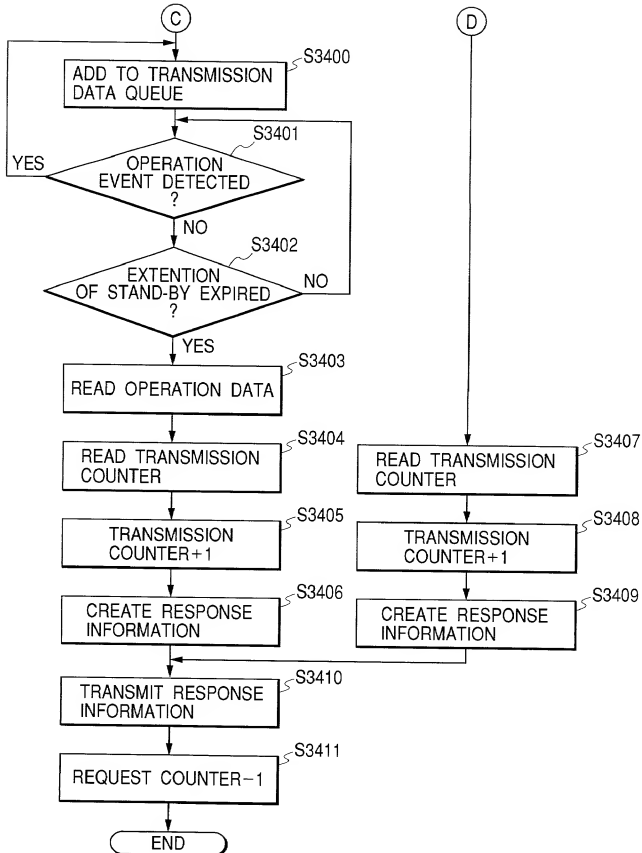 C
D
S3400
ADD TO TRANSMISSION
DATA QUEUE
S3401
YES
OPERATION
EVENT DETECTED
?
NO
S3402
EXTENTION
OF STAND-BY EXPIRED
?
NO
YES
S3403
READ OPERATION DATA
S3404
READ TRANSMISSION
COUNTER
S3407
READ TRANSMISSION
COUNTER
S3405
TRANSMISSION
COUNTER+1
S3408
TRANSMISSION
COUNTER+1
S3406
CREATE RESPONSE
INFORMATION
S3409
CREATE RESPONSE
INFORMATION
S3410
TRANSMIT RESPONSE
INFORMATION
S3411
REQUEST COUNTER−1
END